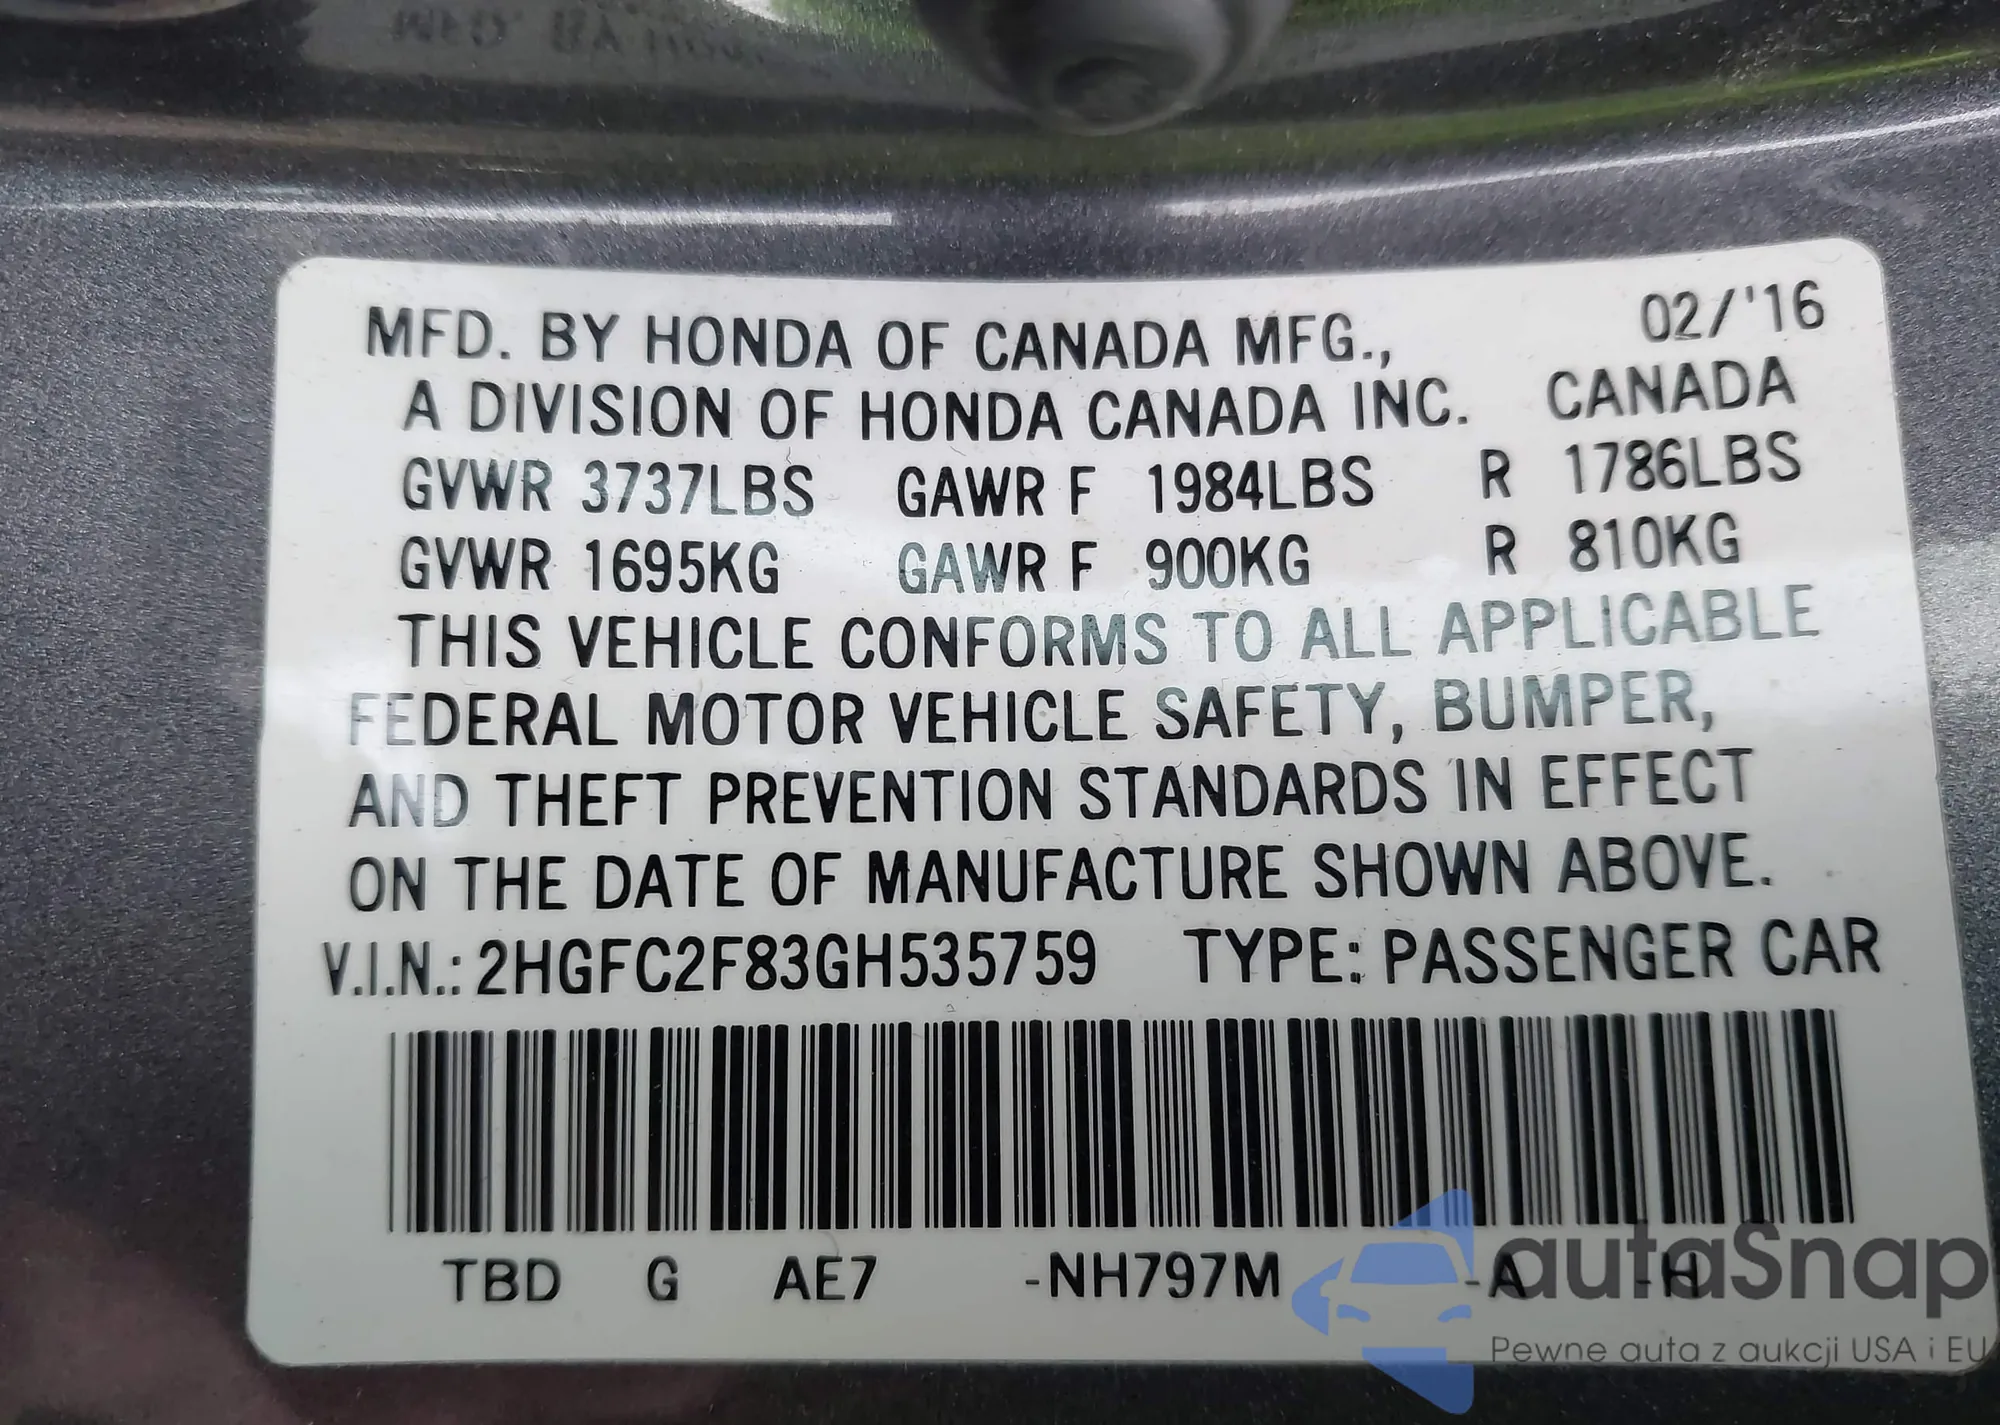 MFD. BY HONDA OF CANADA MFG., 02/'16
A DIVISION OF HONDA CANADA INC. CANADA
GVWR 3737LBS GAWR F 1984LBS R 1786LBS
GVWR 1695KG GAWR F 900KG R 810KG
THIS VEHICLE CONFORMS TO ALL APPLICABLE
FEDERAL MOTOR VEHICLE SAFETY, BUMPER,
AND THEFT PREVENTION STANDARDS IN EFFECT
ON THE DATE OF MANUFACTURE SHOWN ABOVE.
V.I.N.: 2HGFC2F83GH535759 TYPE: PASSENGER CAR
TBD G AE7 -NH797M -A -H
autaSnap
Pewne auta z aukcji USA i EU